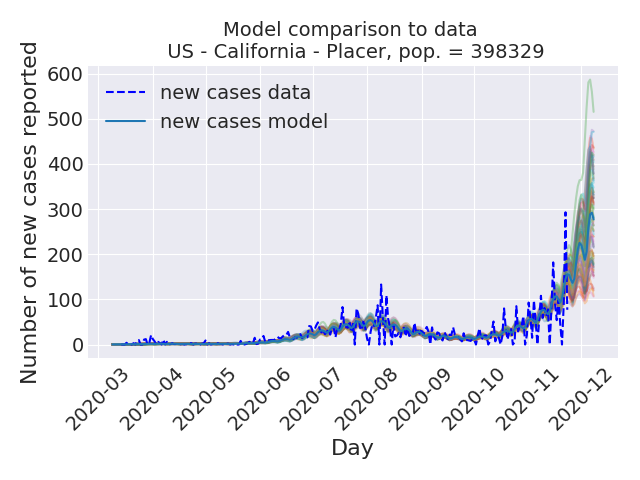 Model comparison to data
US - California - Placer, pop. = 398329
Number of new cases reported
600
500
400
300
200
100
0
new cases data
new cases model
2020-03
2020-04
2020-05
2020-06
2020-07
2020-08
2020-09
2020-10
2020-11
2020-12
Day